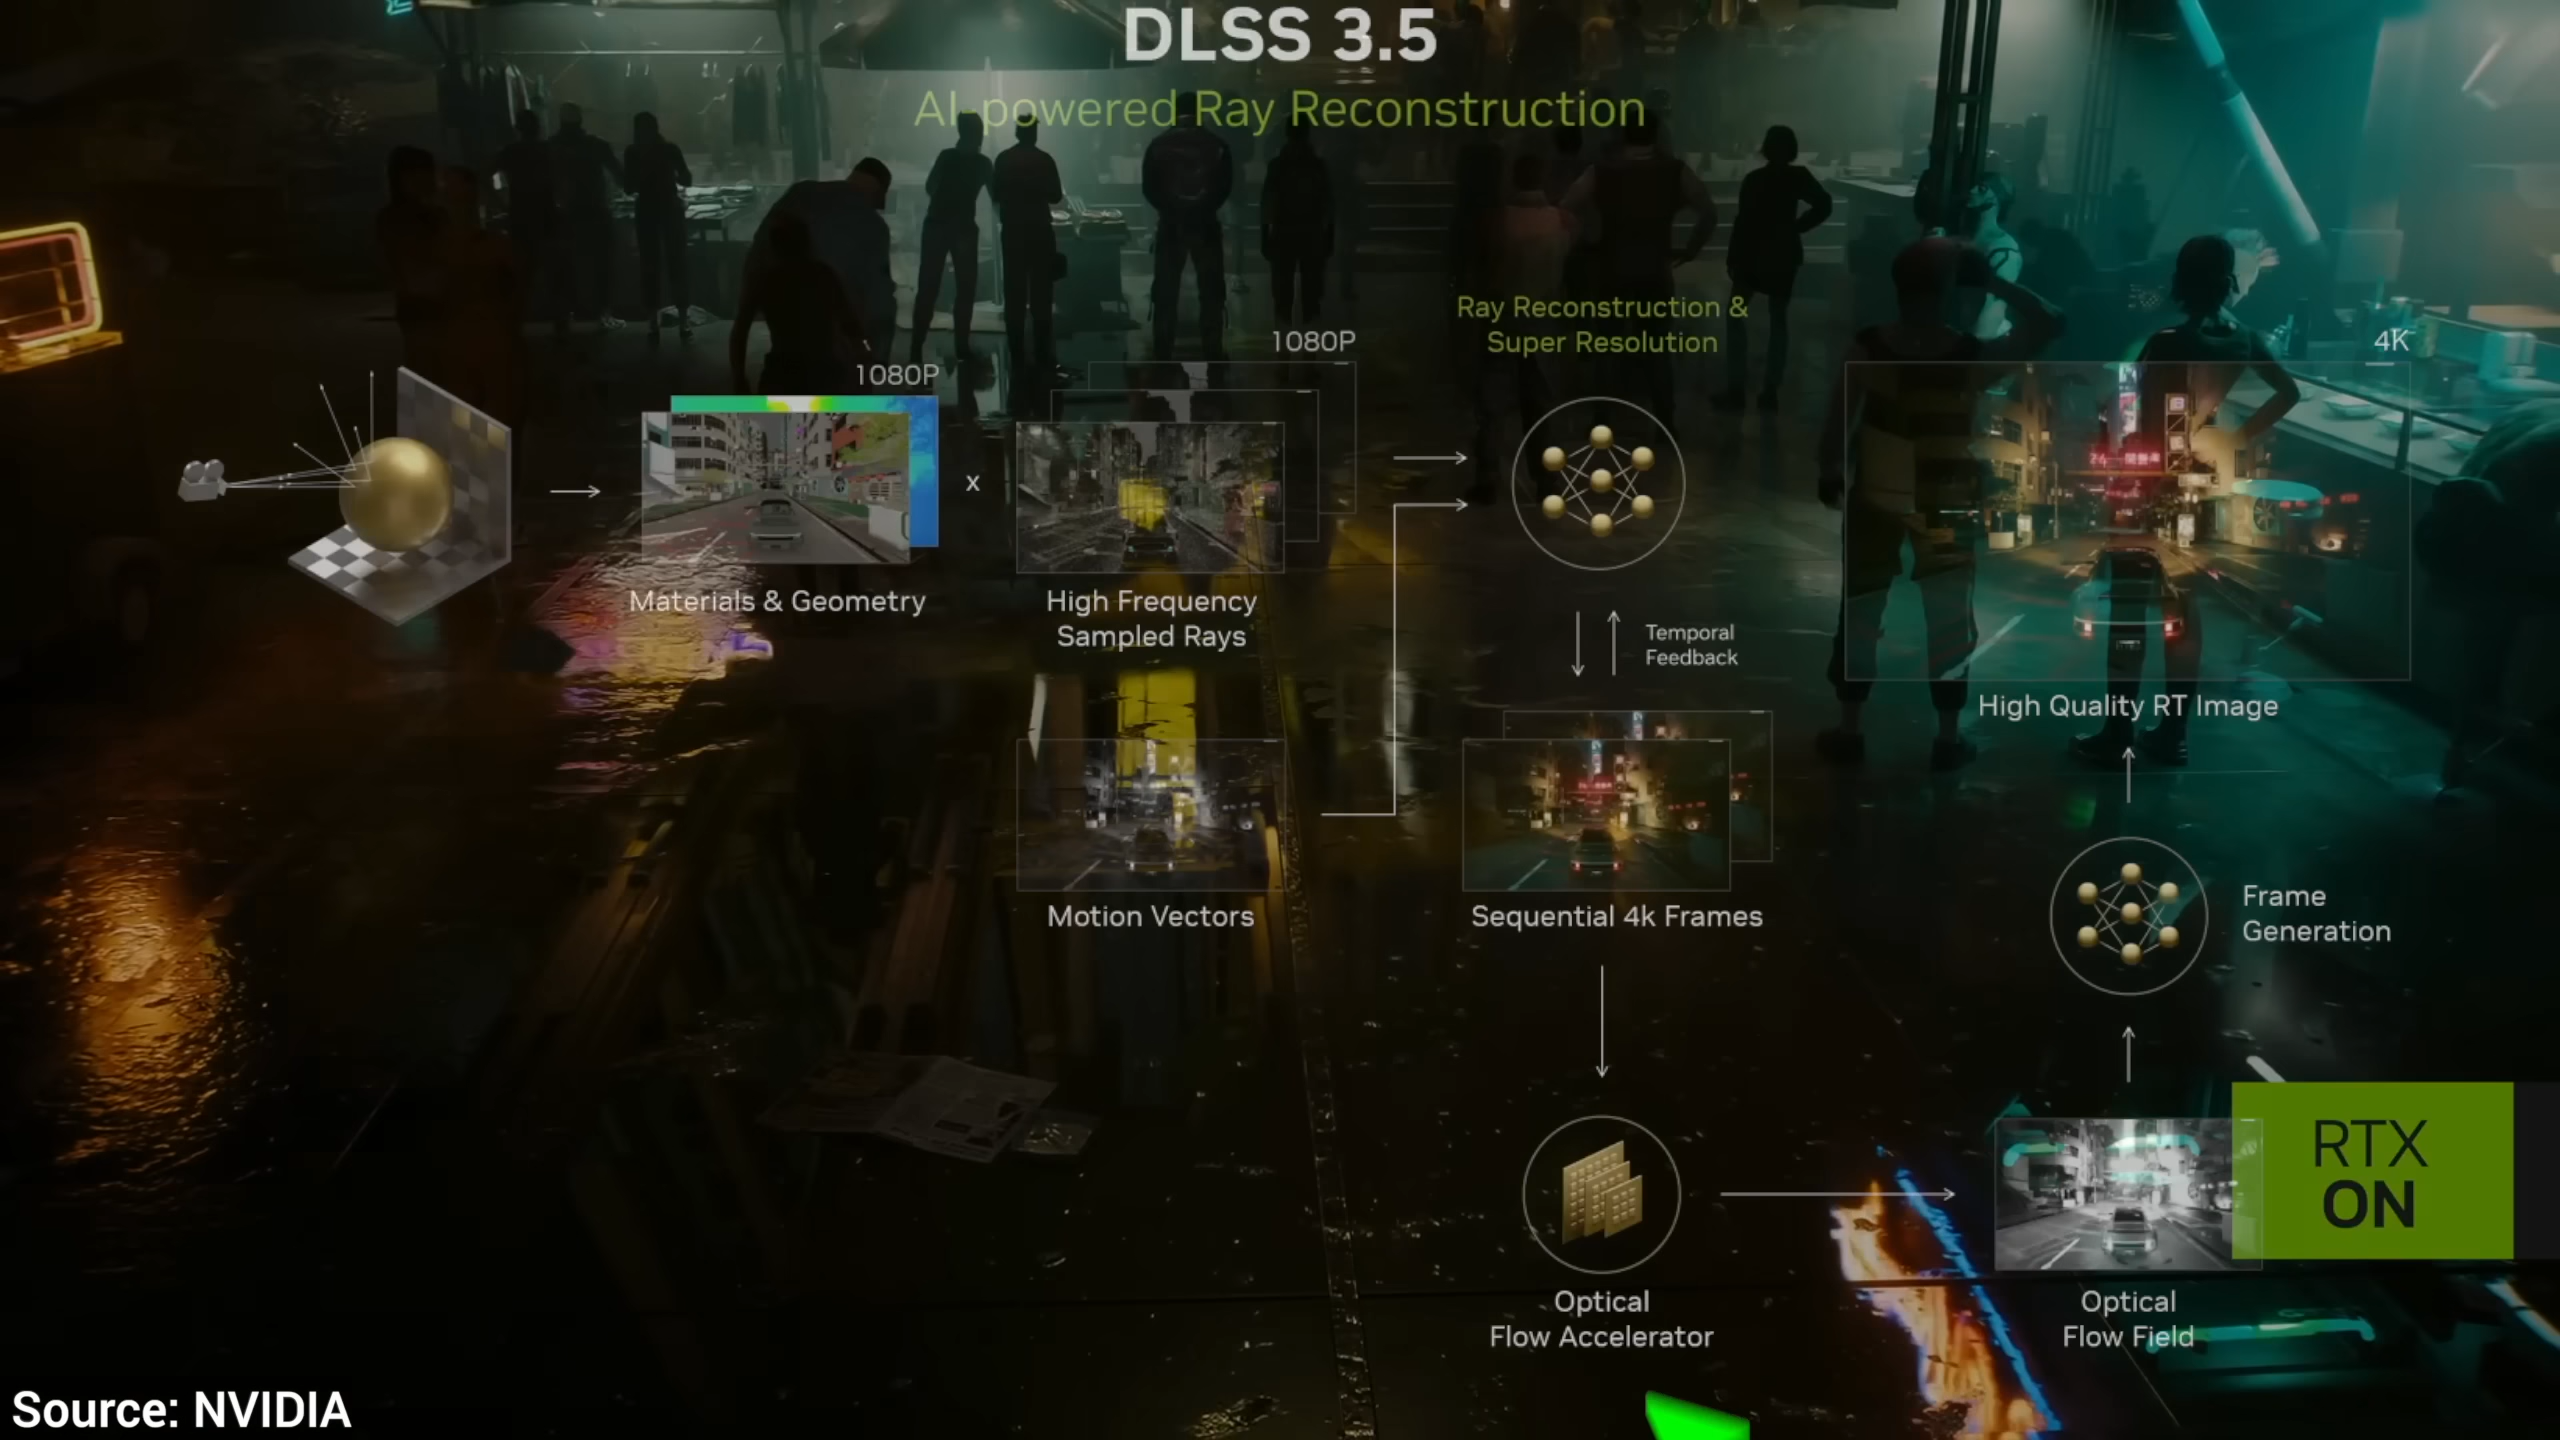 DLSS 3.5
AI-powered Ray Reconstruction
Ray Reconstruction &
Super Resolution
1080P
1080P
4K
x
Materials & Geometry
High Frequency
Sampled Rays
Temporal
Feedback
High Quality RT Image
Motion Vectors
Sequential 4k Frames
Frame
Generation
RTX
ON
Optical
Flow Accelerator
Optical
Flow Field
Source: NVIDIA